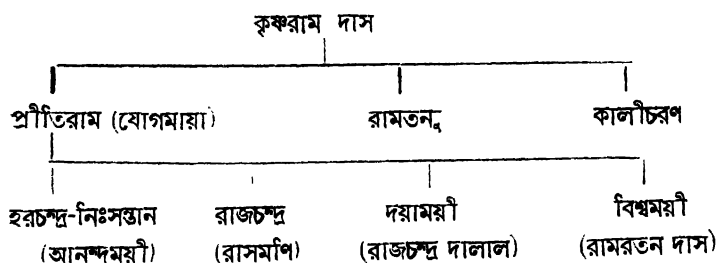 কৃষ্ণরাম দাস
প্রীতিরাম (যোগমায়া) রামতনু কালীচরণ
হরচন্দ্র-নিঃসন্তান রাজচন্দ্র দয়াময়ী বিশ্বময়ী
(আনন্দময়ী) (রাসমণি) (রাজচন্দ্র দালাল) (রামরতন দাস)